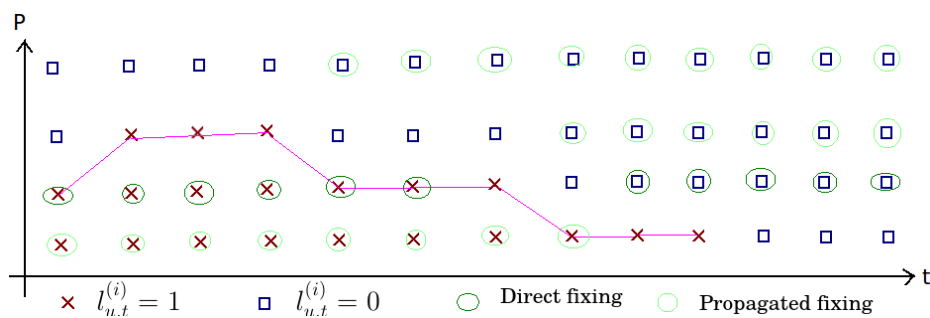 P
t
l_{u,t}^{(i)} = 1
l_{u,t}^{(i)} = 0
Direct fixing
Propagated fixing